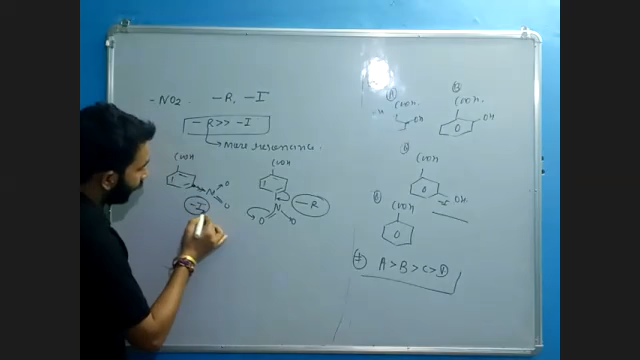 - NO2.   - R, - I
- R >> - I
→ More resonance.
COOH
N
O
O
- I
COOH
N
O
O
- R
A
COOH.
OH
B
COOH.
OH
COOH
OH
COOH
A > B > C > D